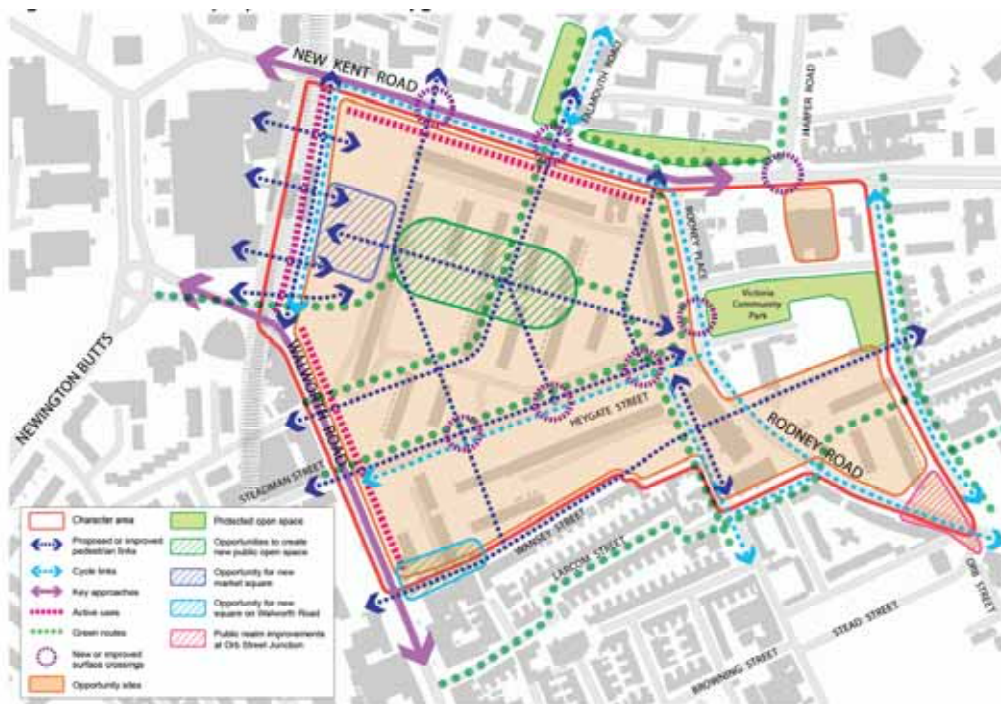 NEW KENT ROAD
FALMOUTH ROAD
HARPER ROAD
RODNEY PLACE
Victoria
Community
Park
NEWINGTON BUTTS
WALWORTH ROAD
HEYGATE STREET
RODNEY ROAD
STEADMAN STREET
WANSEY STREET
LARCOM STREET
ORB STREET
STEAD STREET
BROWNING STREET
Character area
Proposed or improved
pedestrian links
Cycle links
Key approaches
Active uses
Green routes
New or improved
surface crossings
Opportunity sites
Protected open space
Opportunities to create
new public open space
Opportunity for new
market square
Opportunity for new
square on Walworth Road
Public realm improvements
at Orb Street Junction